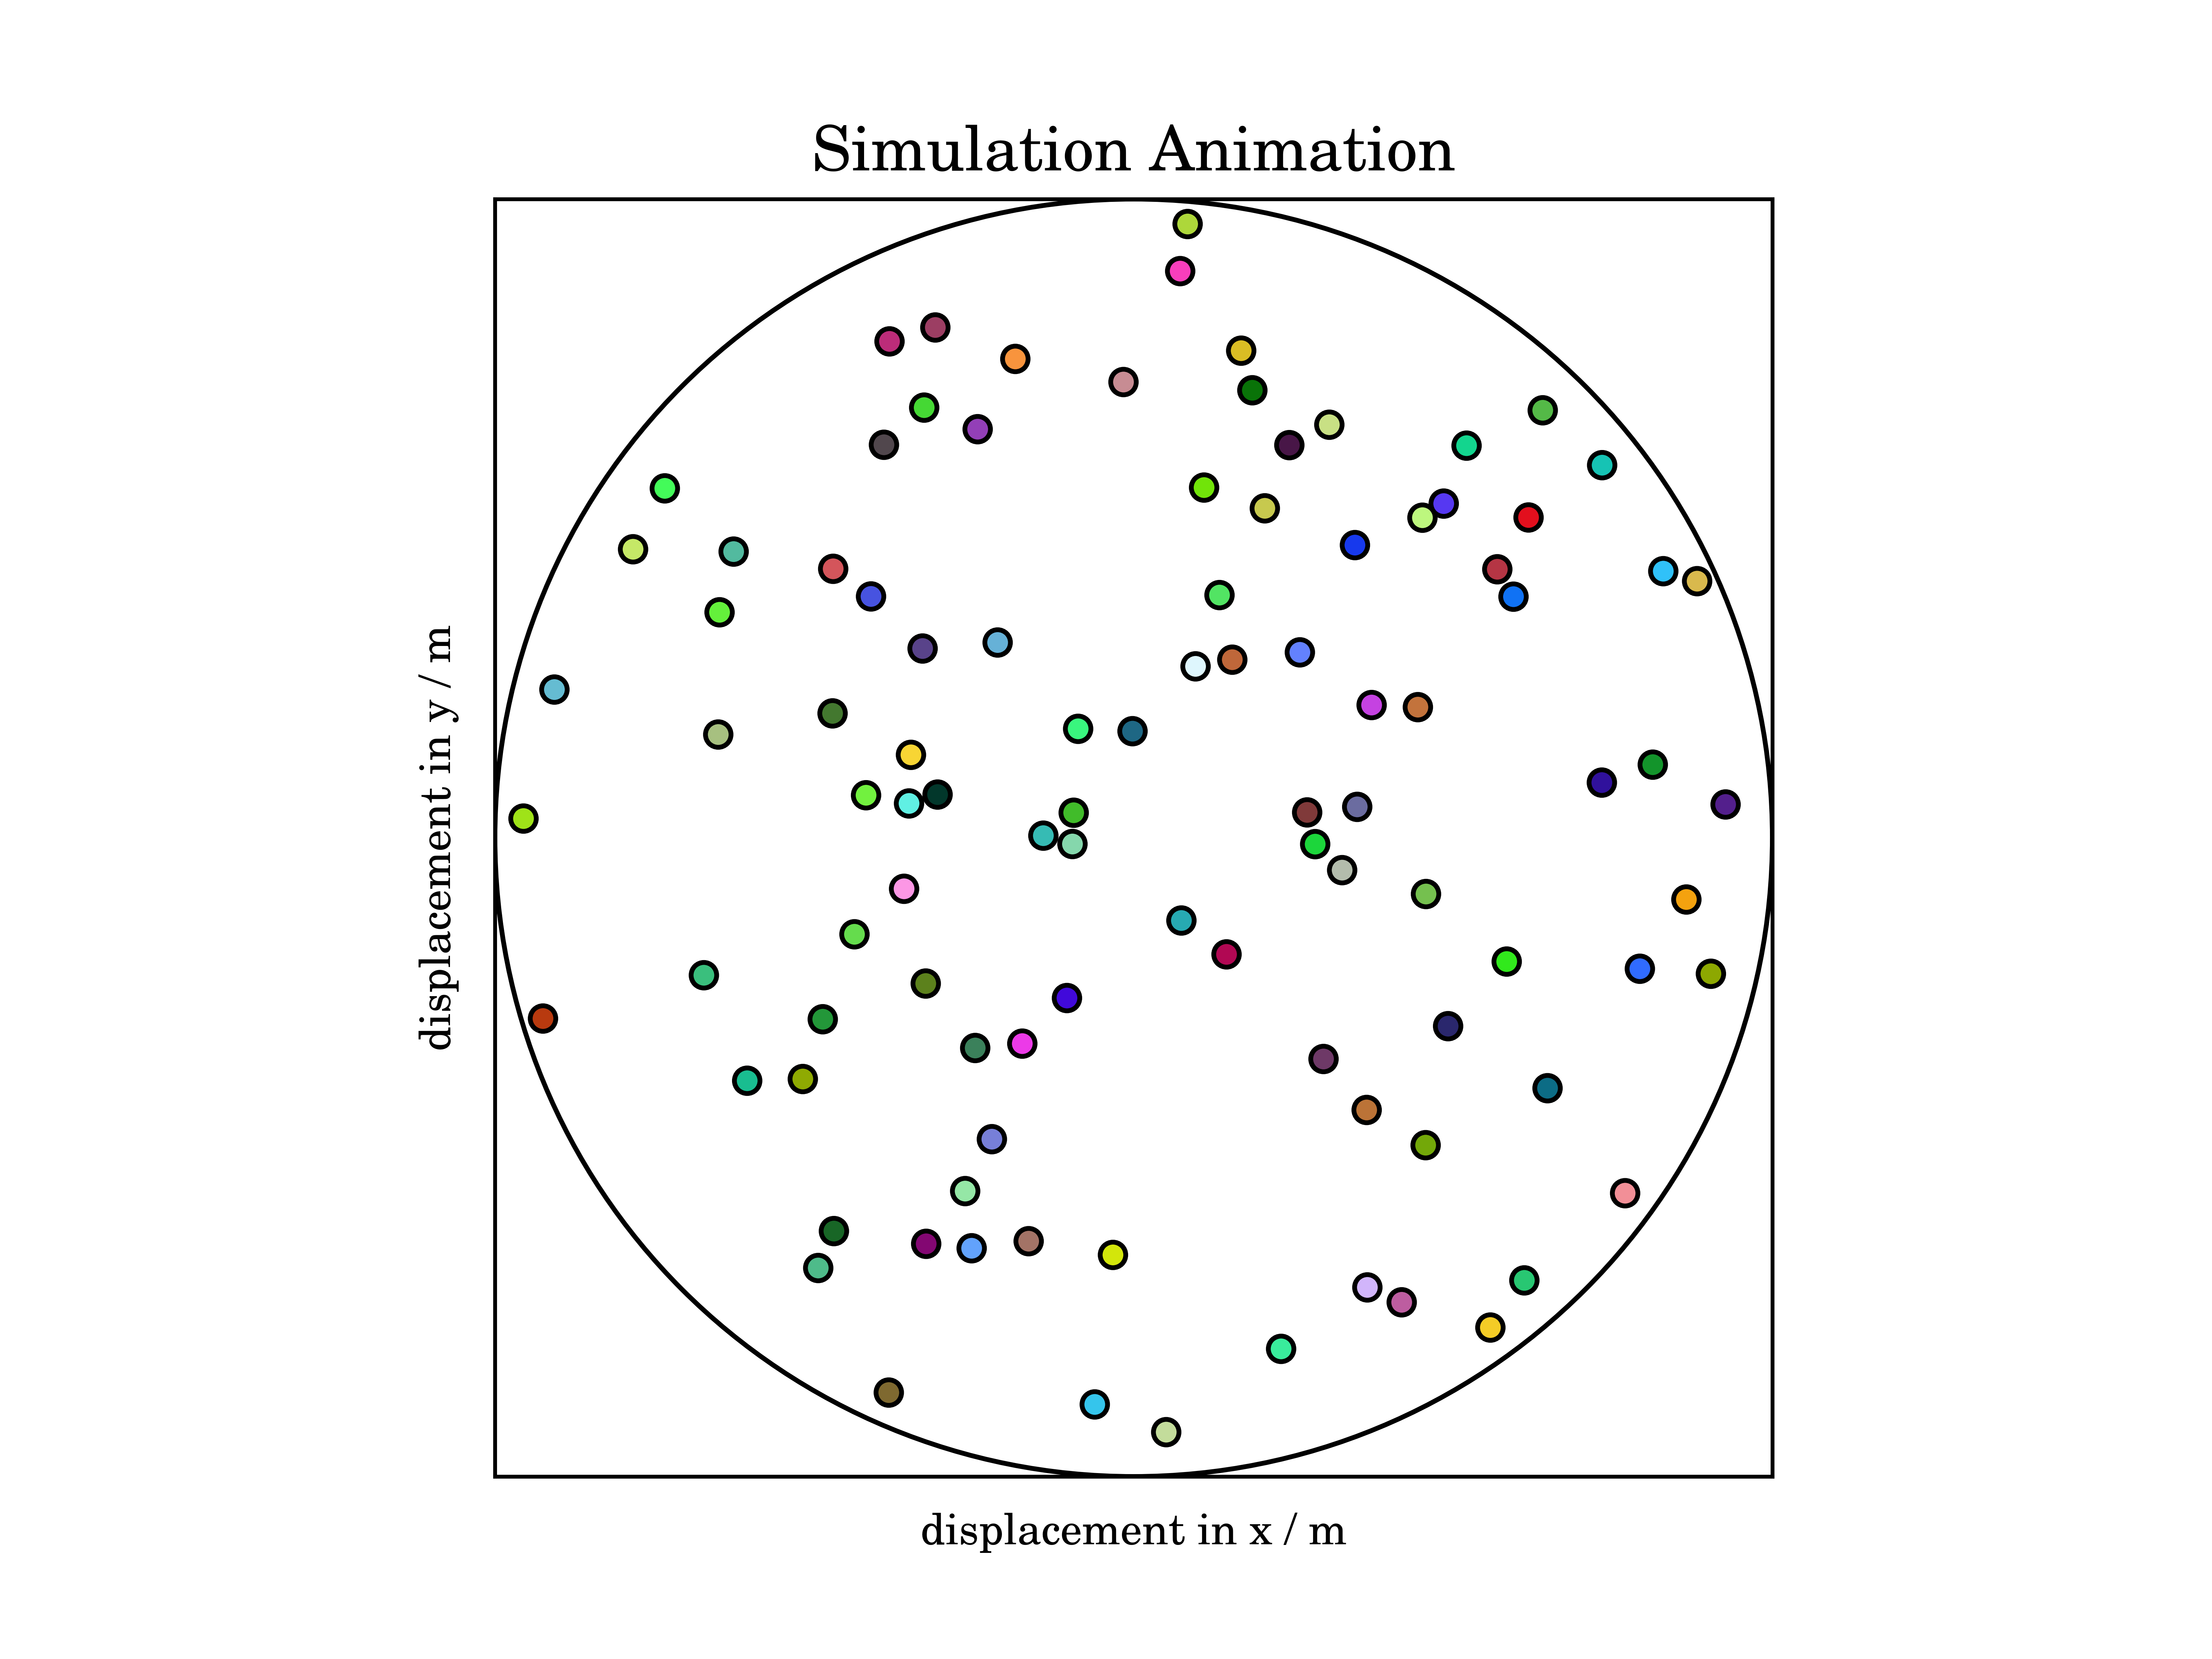 Simulation Animation
displacement in y / m
displacement in x / m